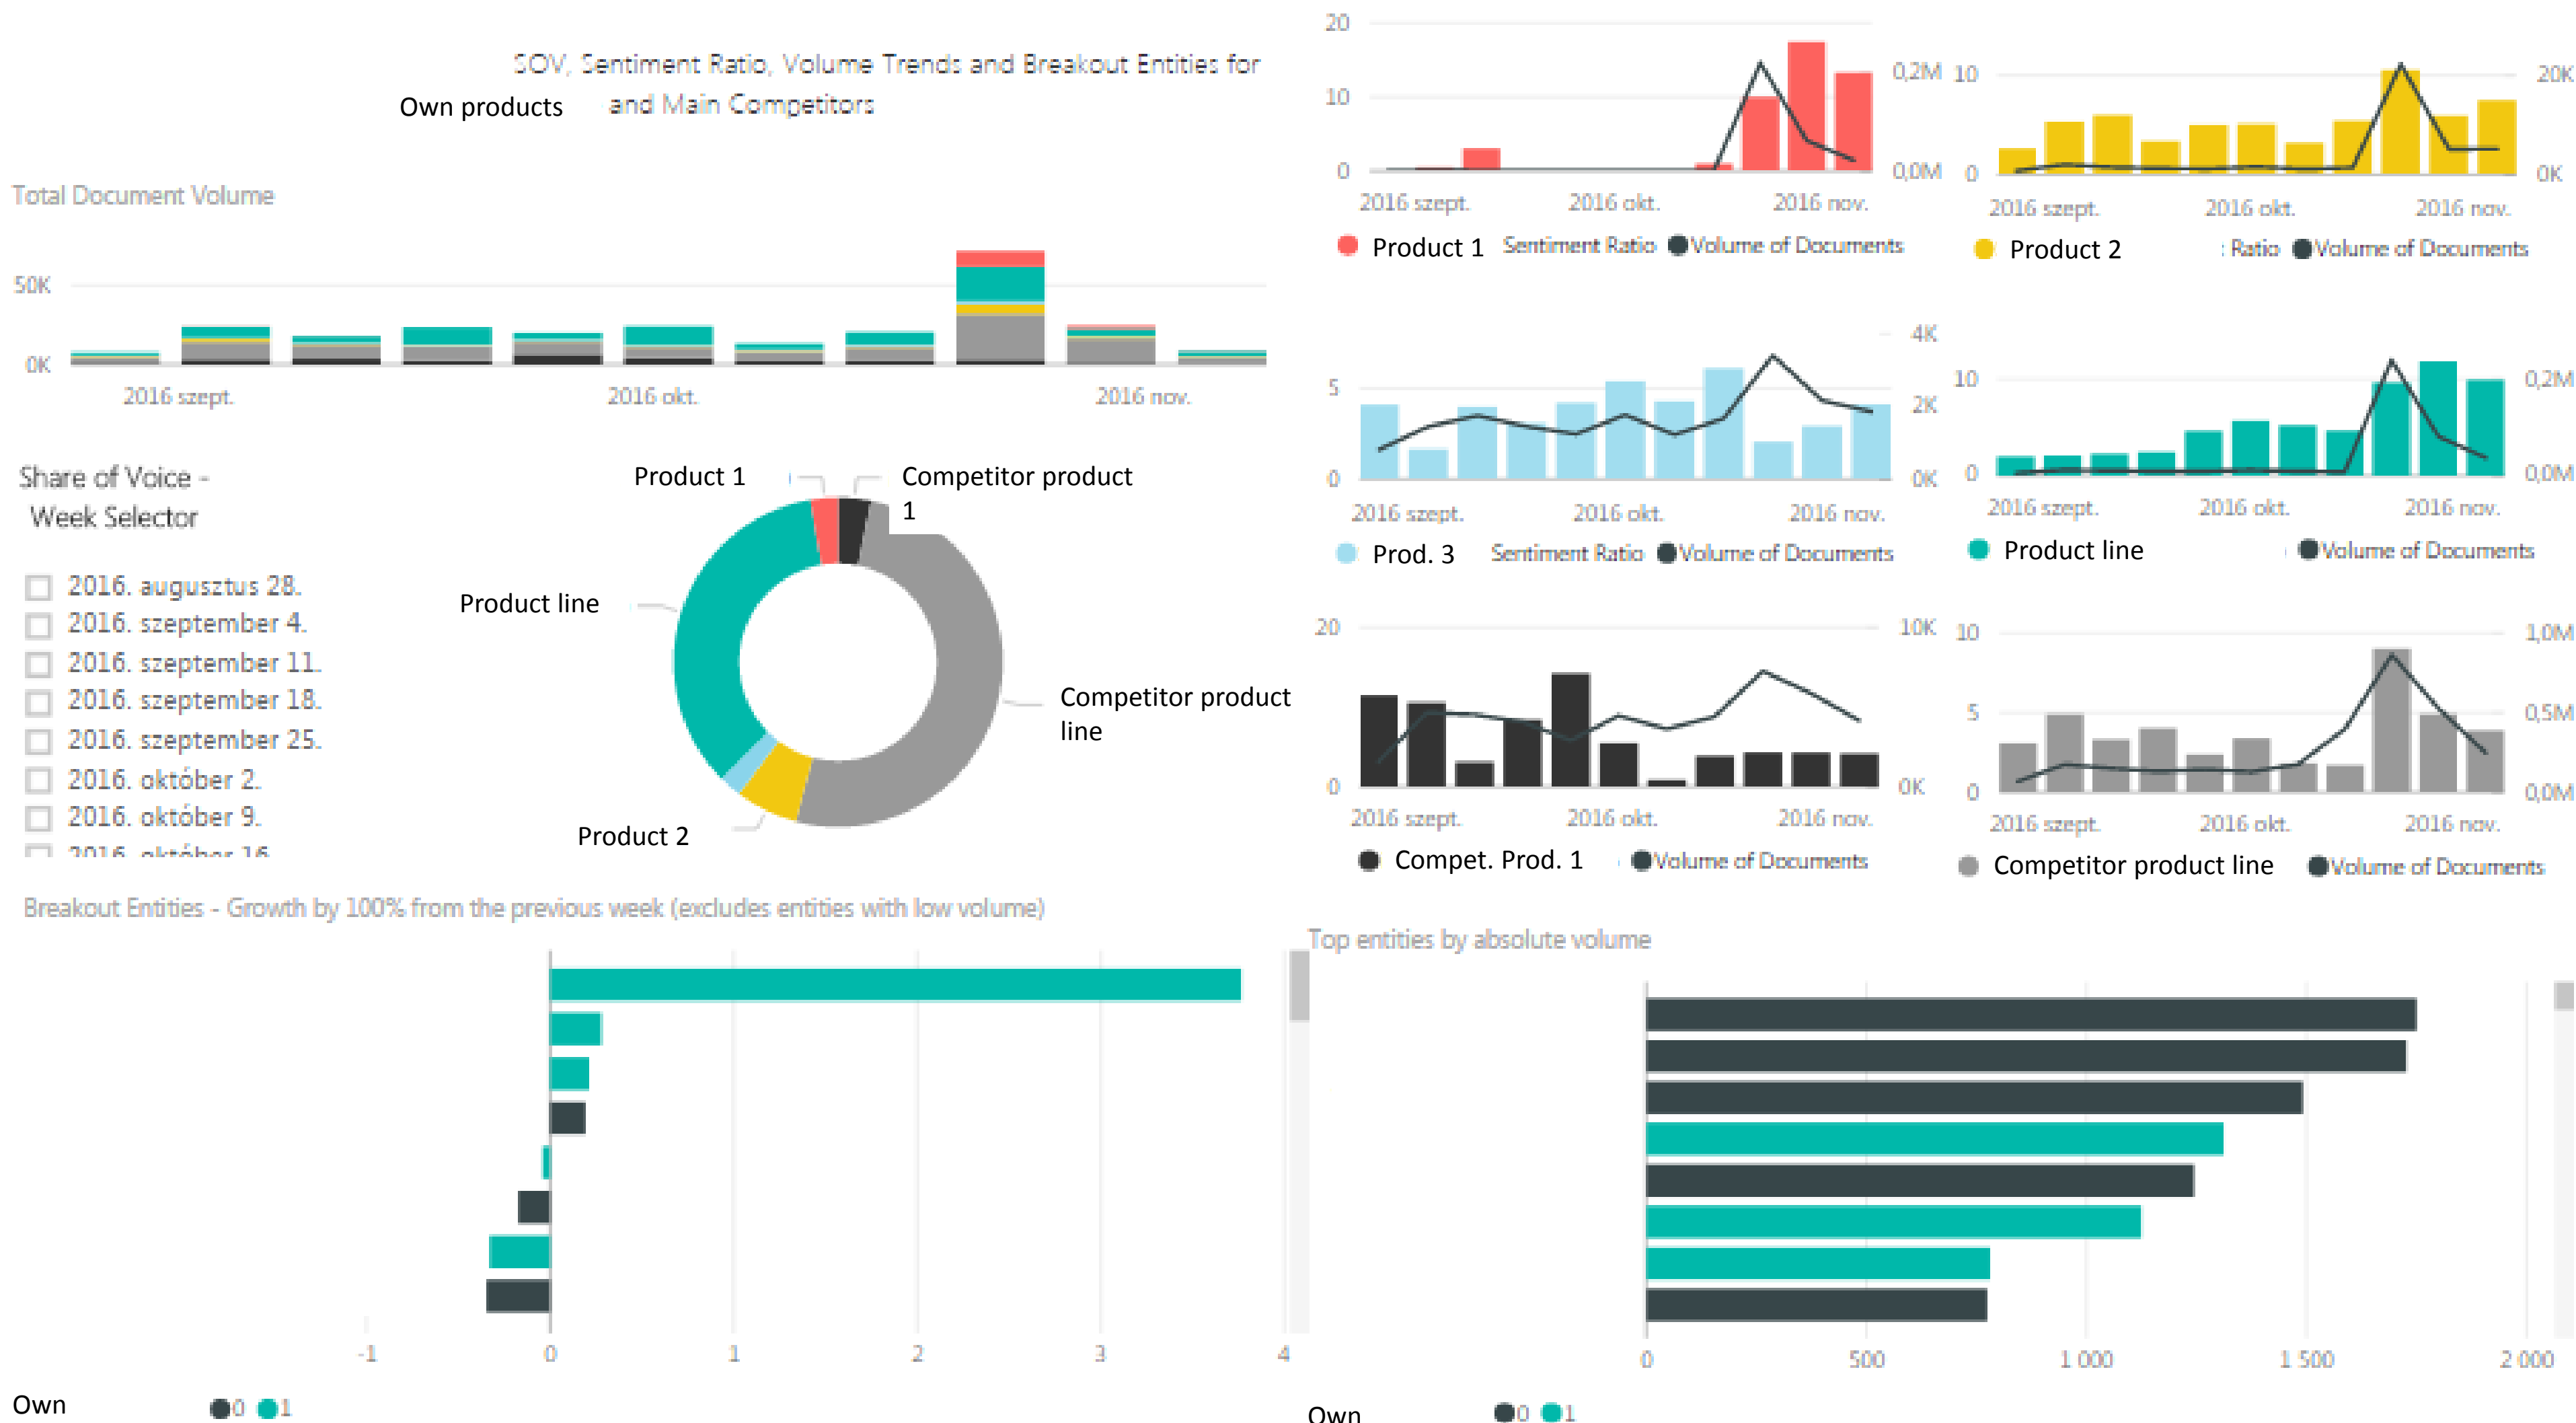 SOV, Sentiment Ratio, Volume Trends and Breakout Entities for
Own products and Main Competitors
Total Document Volume
50K
0K
2016 szept.
2016 okt.
2016 nov.
Share of Voice -
Week Selector
2016. augusztus 28.
2016. szeptember 4.
2016. szeptember 11.
2016. szeptember 18.
2016. szeptember 25.
2016. október 2.
2016. október 9.
2016. október 16
Product 1
Competitor product
1
Product line
Competitor product
line
Product 2
20
10
0
0,2M
0,0M
2016 szept.
2016 okt.
2016 nov.
Product 1 Sentiment Ratio Volume of Documents
10
0
20K
0K
2016 szept.
2016 okt.
2016 nov.
Product 2 : Ratio Volume of Documents
5
0
4K
2K
0K
2016 szept.
2016 okt.
2016 nov.
Prod. 3 Sentiment Ratio Volume of Documents
10
0
0,2M
0,0M
2016 szept.
2016 okt.
2016 nov.
Product line Volume of Documents
20
0
10K
0K
2016 szept.
2016 okt.
2016 nov.
Compet. Prod. 1 Volume of Documents
10
5
0
1,0M
0,5M
0,0M
2016 szept.
2016 okt.
2016 nov.
Competitor product line Volume of Documents
Breakout Entities - Growth by 100% from the previous week (excludes entities with low volume)
-1 0 1 2 3 4
Own 0 1
Top entities by absolute volume
0 500 1 000 1 500 2 000
Own 0 1